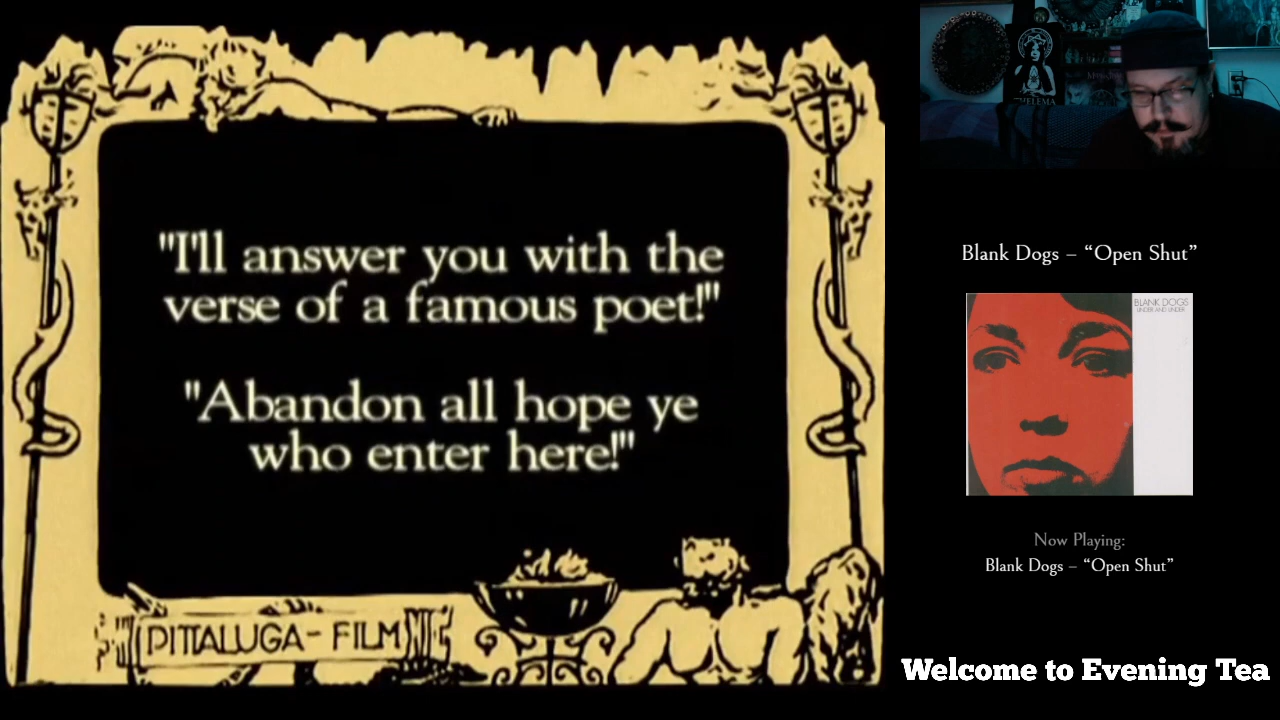 "I'll answer you with the
verse of a famous poet!"
"Abandon all hope ye
who enter here!"
PITTALUGA-FILM
THELEMA
Blank Dogs – “Open Shut”
BLANK DOGS
UNDER AND UNDER
Now Playing:
Blank Dogs – “Open Shut”
Welcome to Evening Tea